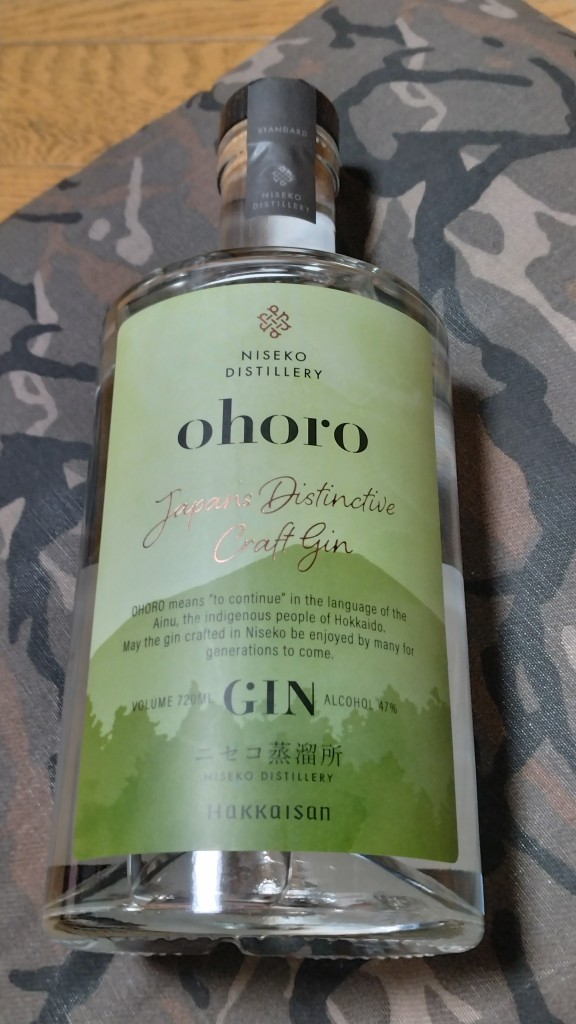 STANDARD
NISEKO
DISTILLERY
NISEKO
DISTILLERY
ohoro
Japan's Distinctive
Craft Gin
OHORO means "to continue" in the language of the
Ainu, the indigenous people of Hokkaido.
May the gin crafted in Niseko be enjoyed by many for
generations to come.
VOLUME 720ML GIN ALCOHOL 47%
ニセコ蒸溜所
NISEKO DISTILLERY
HaKKaISan